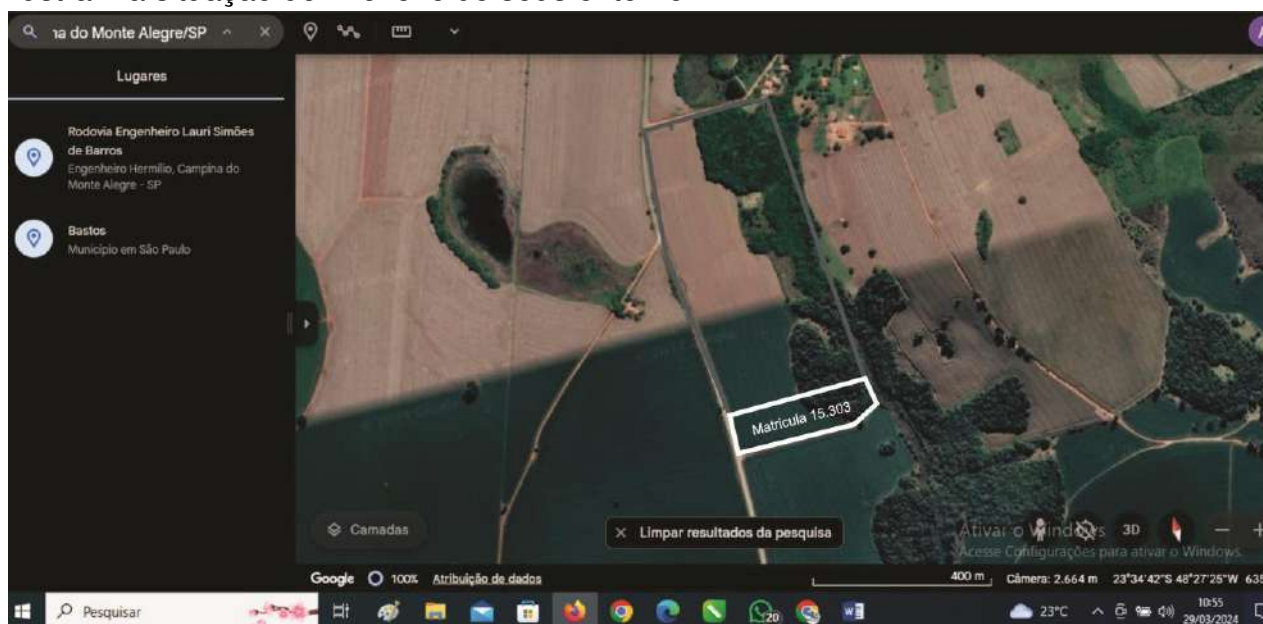 na do Monte Alegre/SP
Lugares
Rodovia Engenheiro Lauri Simões
de Barros
Engenheiro Hermílio, Campina do
Monte Alegre - SP
Bastos
Município em São Paulo
Matrícula 15.303
Camadas
Limpar resultados da pesquisa
Ativar o Windows
Acesse Configurações para ativar o Windows.
3D
Google 100% Atribuição de dados
400 m
Câmera: 2.664 m 23°34'42"S 48°27'25"W 635
Pesquisar
20
23°C
10:55
29/03/2024